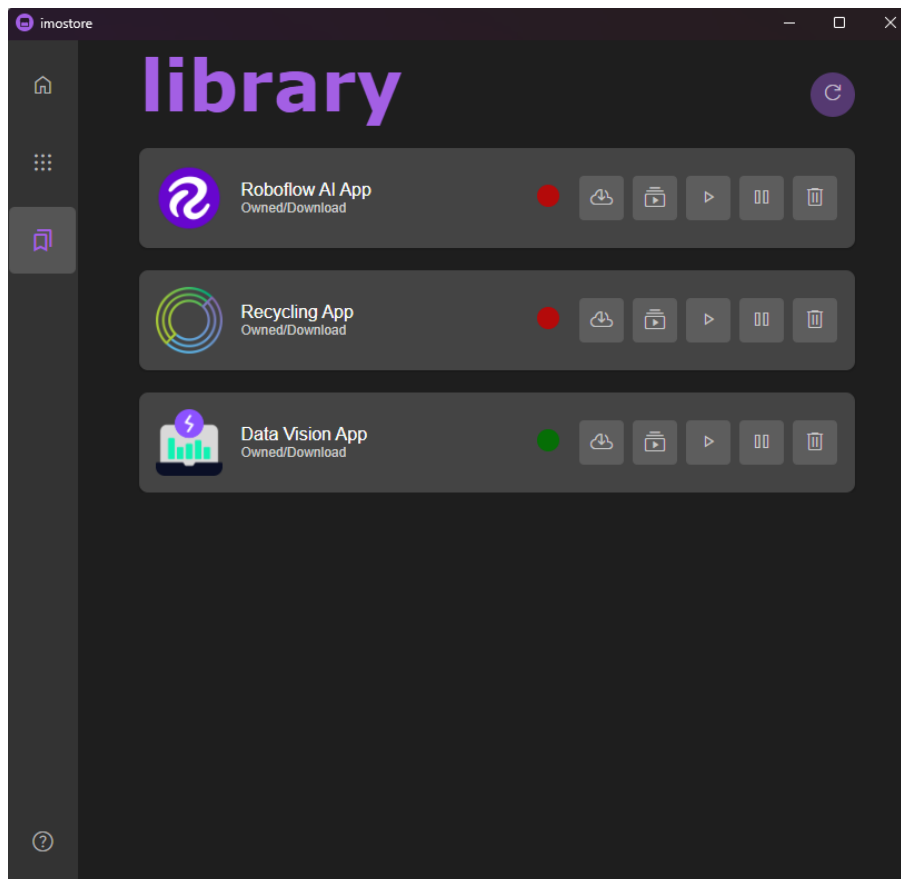 imostore
library
Roboflow AI App
Owned/Download
Recycling App
Owned/Download
Data Vision App
Owned/Download